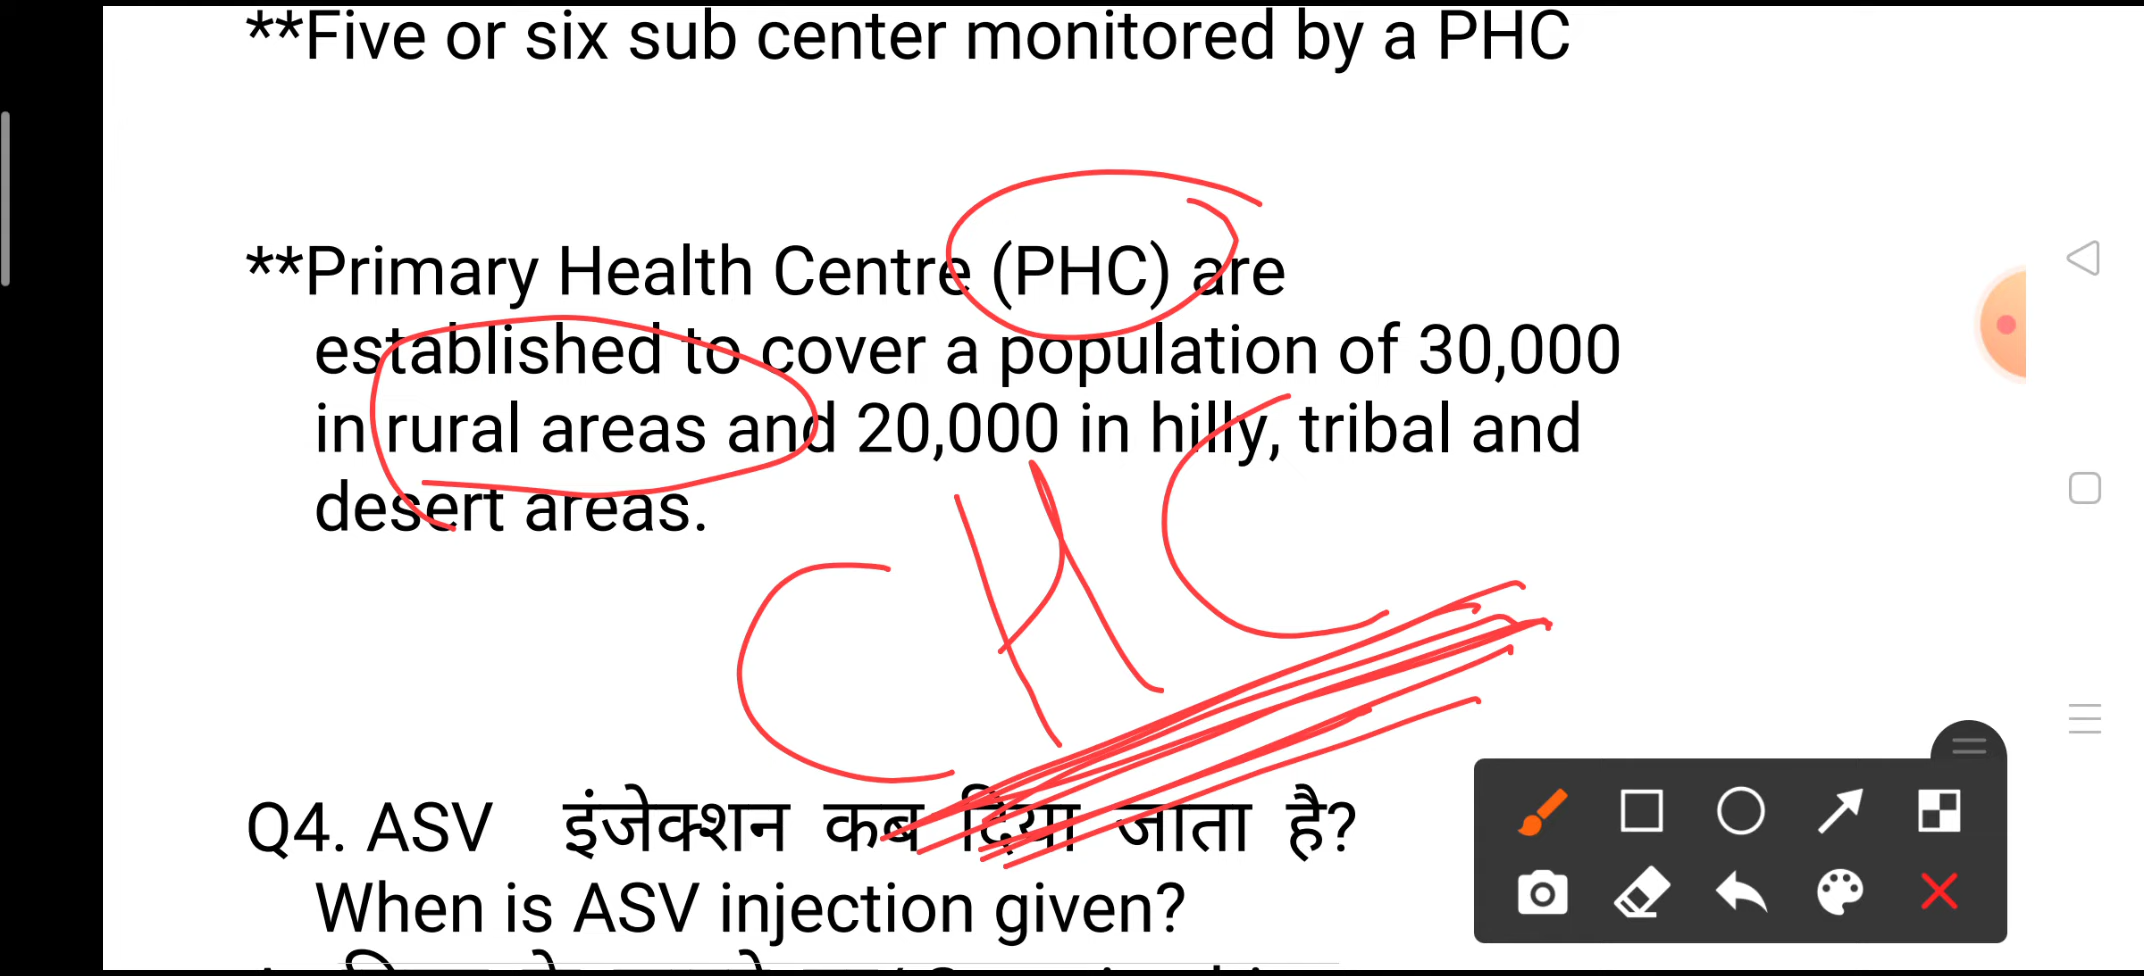 **Five or six sub center monitored by a PHC
**Primary Health Centre (PHC) are
established to cover a population of 30,000
in rural areas and 20,000 in hilly, tribal and
desert areas.
CHC
Q4. ASV इंजेक्शन कब दिया जाता है?
When is ASV injection given?